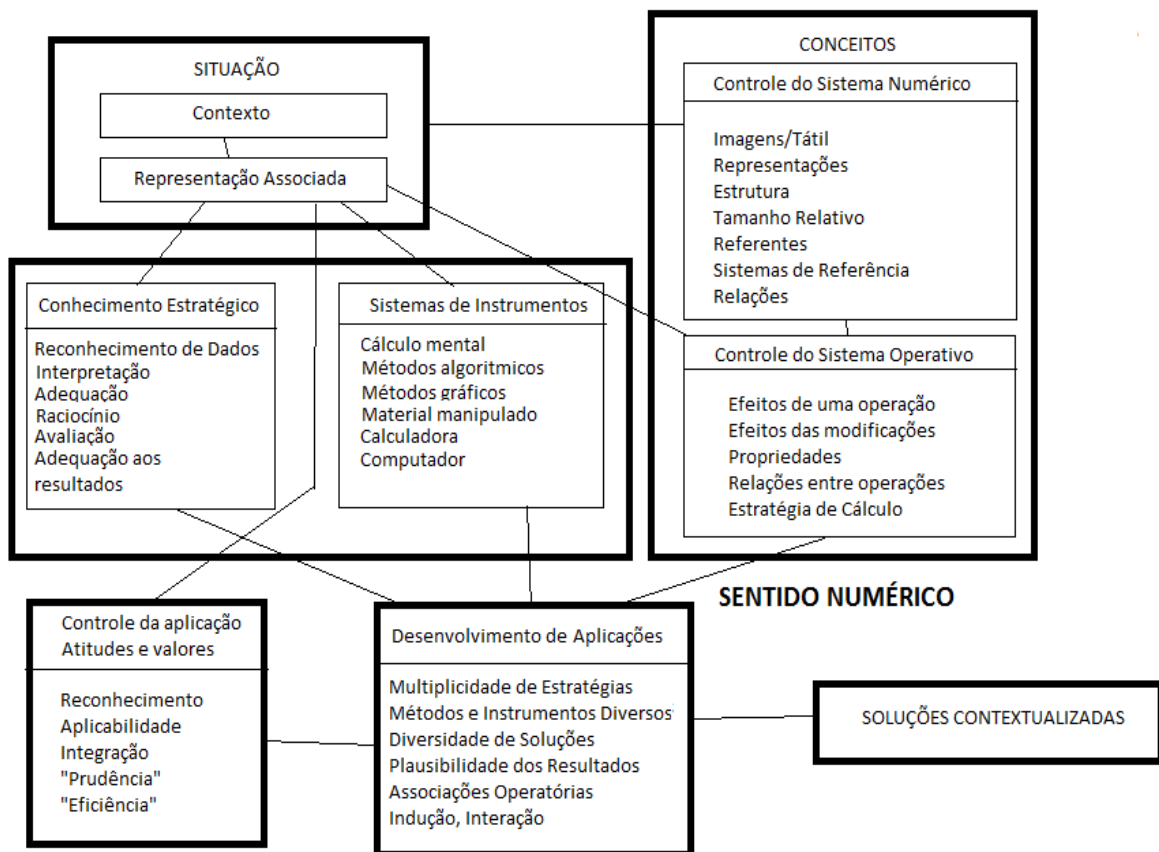 SITUAÇÃO
Contexto
Representação Associada
CONCEITOS
Controle do Sistema Numérico
Imagens/Tátil
Representações
Estrutura
Tamanho Relativo
Referentes
Sistemas de Referência
Relações
Controle do Sistema Operativo
Efeitos de uma operação
Efeitos das modificações
Propriedades
Relações entre operações
Estratégia de Cálculo
Conhecimento Estratégico
Reconhecimento de Dados
Interpretação
Adequação
Raciocínio
Avaliação
Adequação aos
resultados
Sistemas de Instrumentos
Cálculo mental
Métodos algoritmicos
Métodos gráficos
Material manipulado
Calculadora
Computador
SENTIDO NUMÉRICO
Controle da aplicação
Atitudes e valores
Reconhecimento
Aplicabilidade
Integração
"Prudência"
"Eficiência"
Desenvolvimento de Aplicações
Multiplicidade de Estratégias
Métodos e Instrumentos Diversos
Diversidade de Soluções
Plausibilidade dos Resultados
Associações Operatórias
Indução, Interação
SOLUÇÕES CONTEXTUALIZADAS